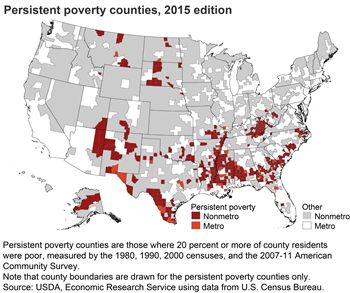 Persistent poverty counties, 2015 edition
Persistent poverty Other
Nonmetro Nonmetro
Metro Metro
Persistent poverty counties are those where 20 percent or more of county residents
were poor, measured by the 1980, 1990, 2000 censuses, and the 2007-11 American
Community Survey.
Note that county boundaries are drawn for the persistent poverty counties only.
Source: USDA, Economic Research Service using data from U.S. Census Bureau.